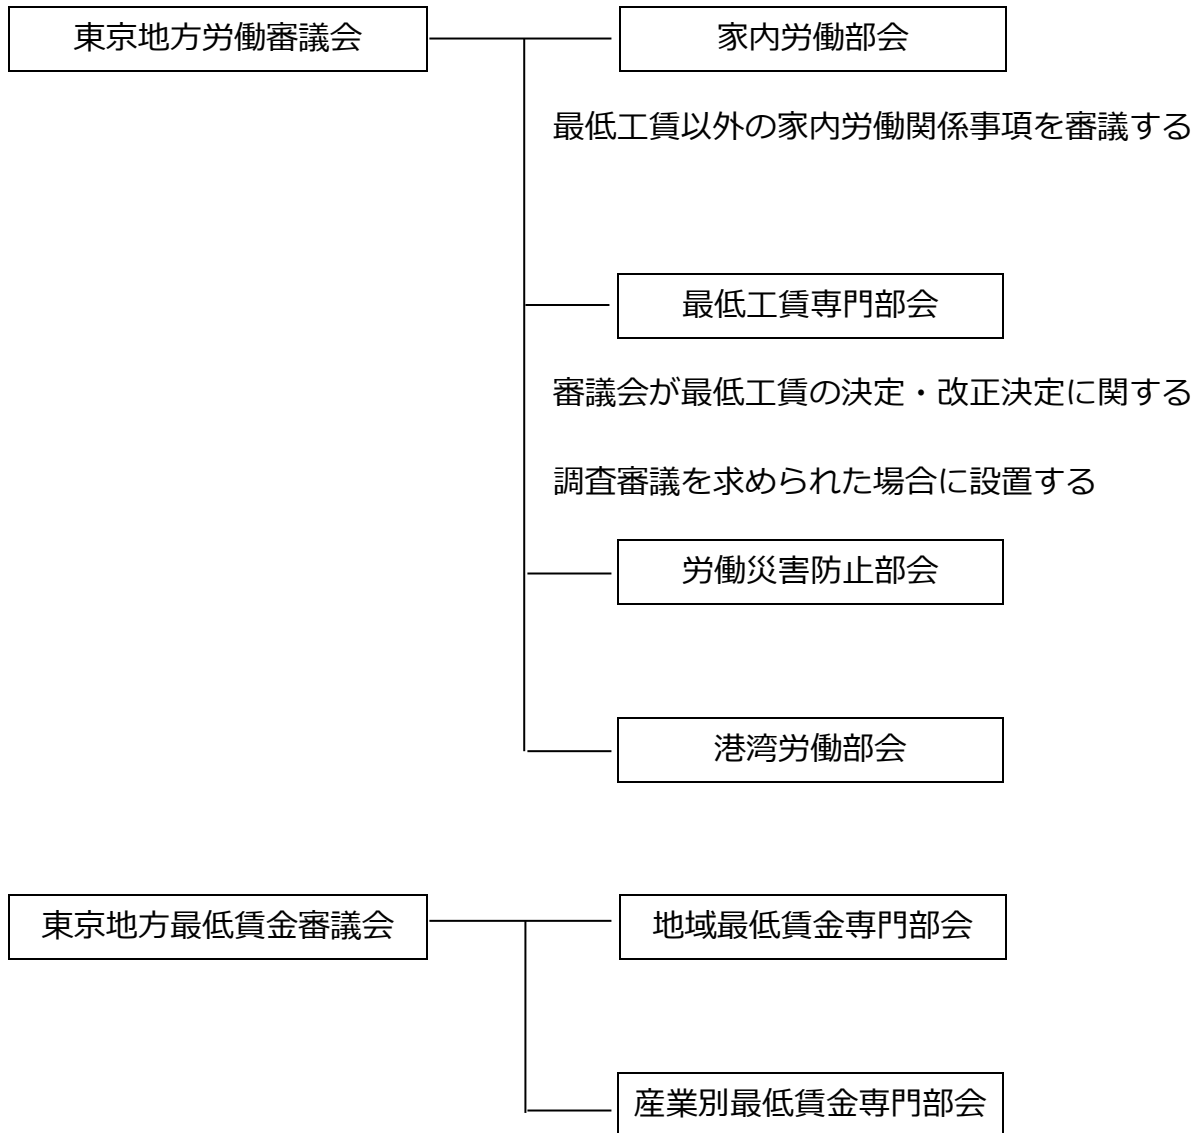 東京地方労働審議会
家内労働部会
最低工賃以外の家内労働関係事項を審議する
最低工賃専門部会
審議会が最低工賃の決定・改正決定に関する
調査審議を求められた場合に設置する
労働災害防止部会
港湾労働部会
東京地方最低賃金審議会
地域最低賃金専門部会
産業別最低賃金専門部会